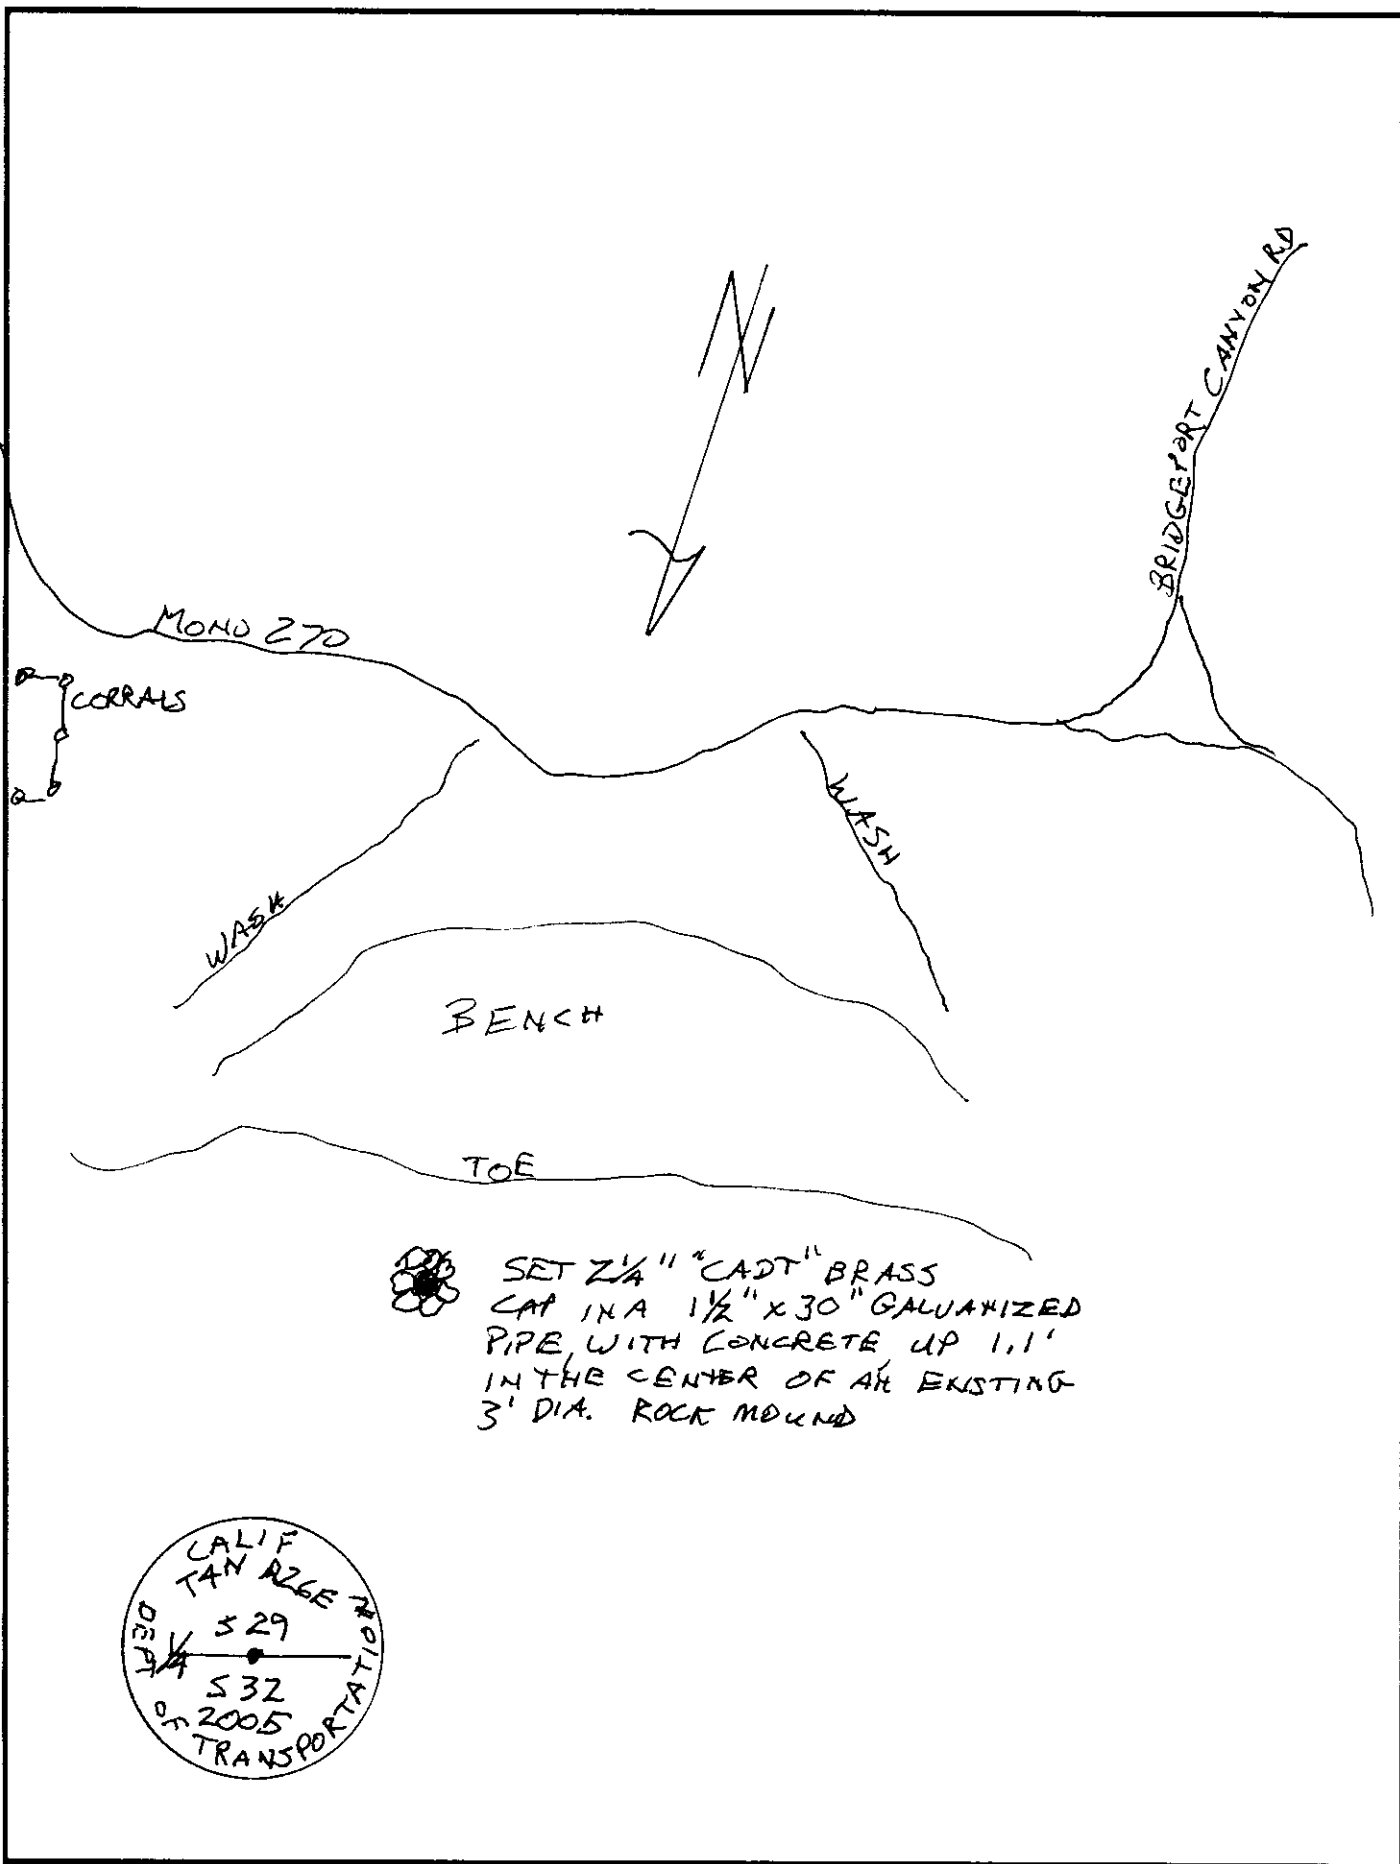 BRIDGEPORT CANYON RD
N
MONO 270
CORRALS
WASH
WASH
BENCH
TOE
SET 2¼" "CADT" BRASS
CAP IN A 1½" x 30" GALVANIZED
PIPE, WITH CONCRETE, UP 1.1'
IN THE CENTER OF AN EXISTING
3' DIA. ROCK MOUND
CALIF
T4N R26E
S 29
1/4
S 32
2005
DEPT OF TRANSPORTATION